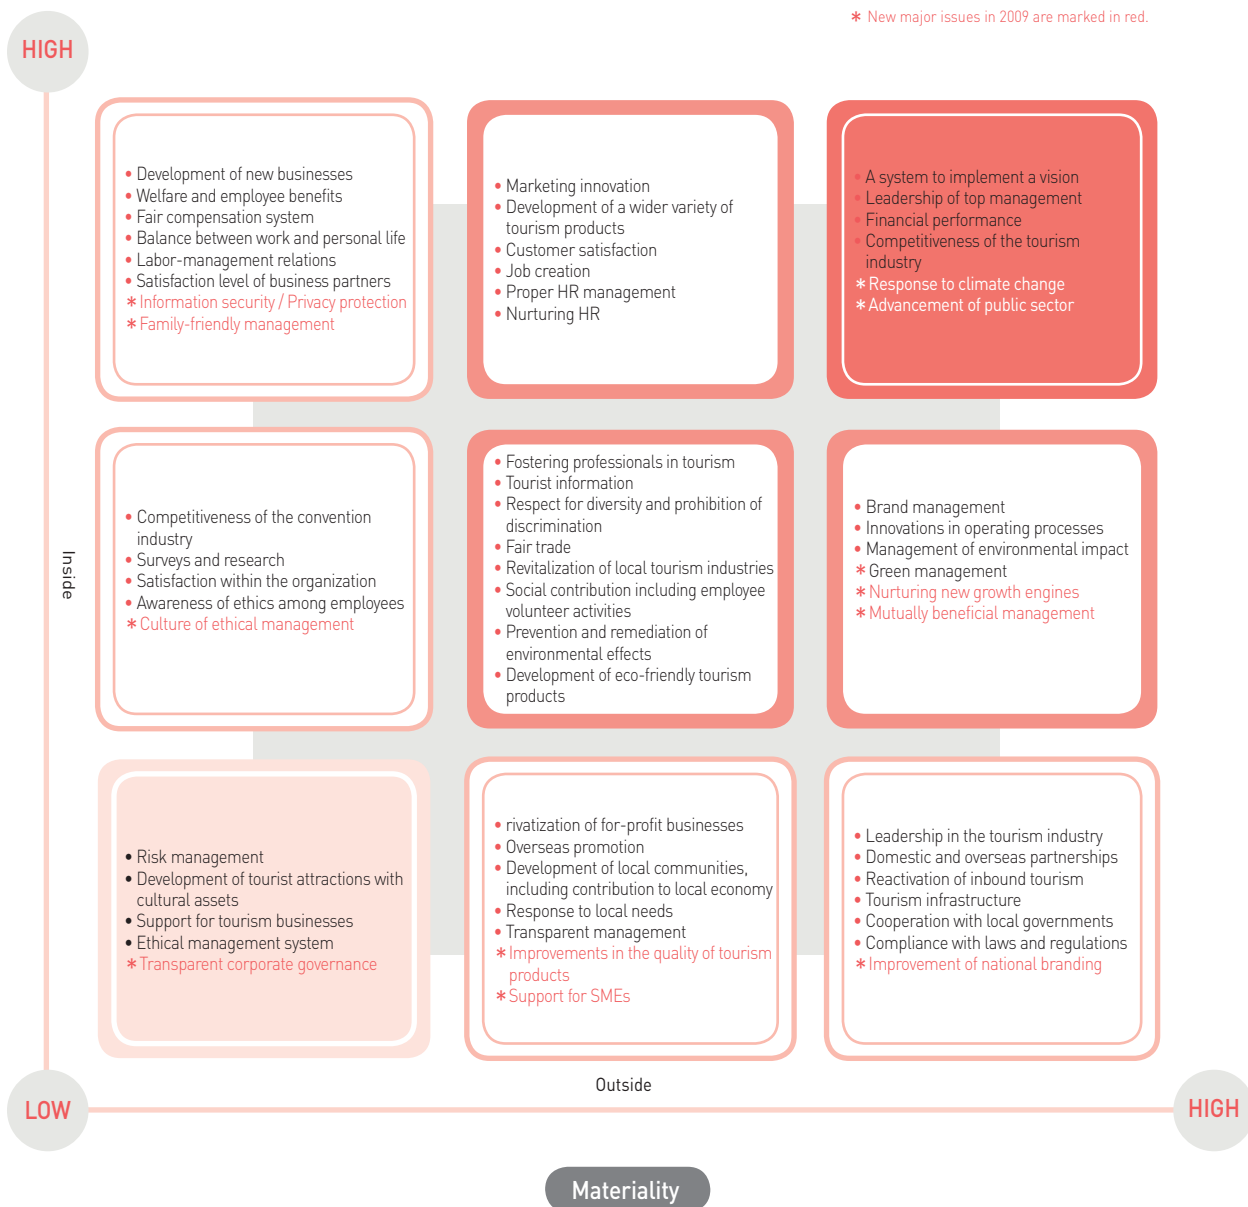 * New major issues in 2009 are marked in red.
HIGH
• Development of new businesses
• Welfare and employee benefits
• Fair compensation system
• Balance between work and personal life
• Labor-management relations
• Satisfaction level of business partners
* Information security / Privacy protection
* Family-friendly management
• Marketing innovation
• Development of a wider variety of
tourism products
• Customer satisfaction
• Job creation
• Proper HR management
• Nurturing HR
• A system to implement a vision
• Leadership of top management
• Financial performance
• Competitiveness of the tourism
industry
* Response to climate change
* Advancement of public sector
Inside
• Competitiveness of the convention
industry
• Surveys and research
• Satisfaction within the organization
• Awareness of ethics among employees
* Culture of ethical management
• Fostering professionals in tourism
• Tourist information
• Respect for diversity and prohibition of
discrimination
• Fair trade
• Revitalization of local tourism industries
• Social contribution including employee
volunteer activities
• Prevention and remediation of
environmental effects
• Development of eco-friendly tourism
products
• Brand management
• Innovations in operating processes
• Management of environmental impact
* Green management
* Nurturing new growth engines
* Mutually beneficial management
• Risk management
• Development of tourist attractions with
cultural assets
• Support for tourism businesses
• Ethical management system
* Transparent corporate governance
• rivatization of for-profit businesses
• Overseas promotion
• Development of local communities,
including contribution to local economy
• Response to local needs
• Transparent management
* Improvements in the quality of tourism
products
* Support for SMEs
• Leadership in the tourism industry
• Domestic and overseas partnerships
• Reactivation of inbound tourism
• Tourism infrastructure
• Cooperation with local governments
• Compliance with laws and regulations
* Improvement of national branding
Outside
LOW
HIGH
Materiality